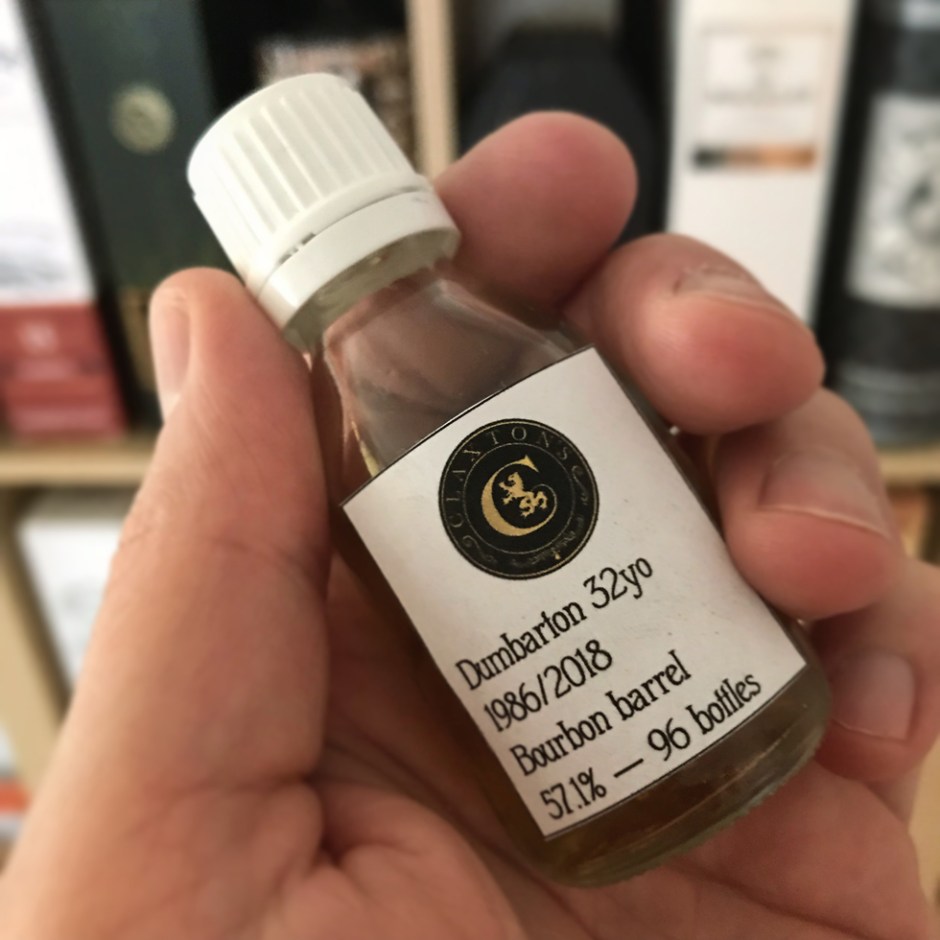 CLAXTONS
C
Dumbarton 32yo
1986/2018
Bourbon barrel
57.1% — 96 bottles